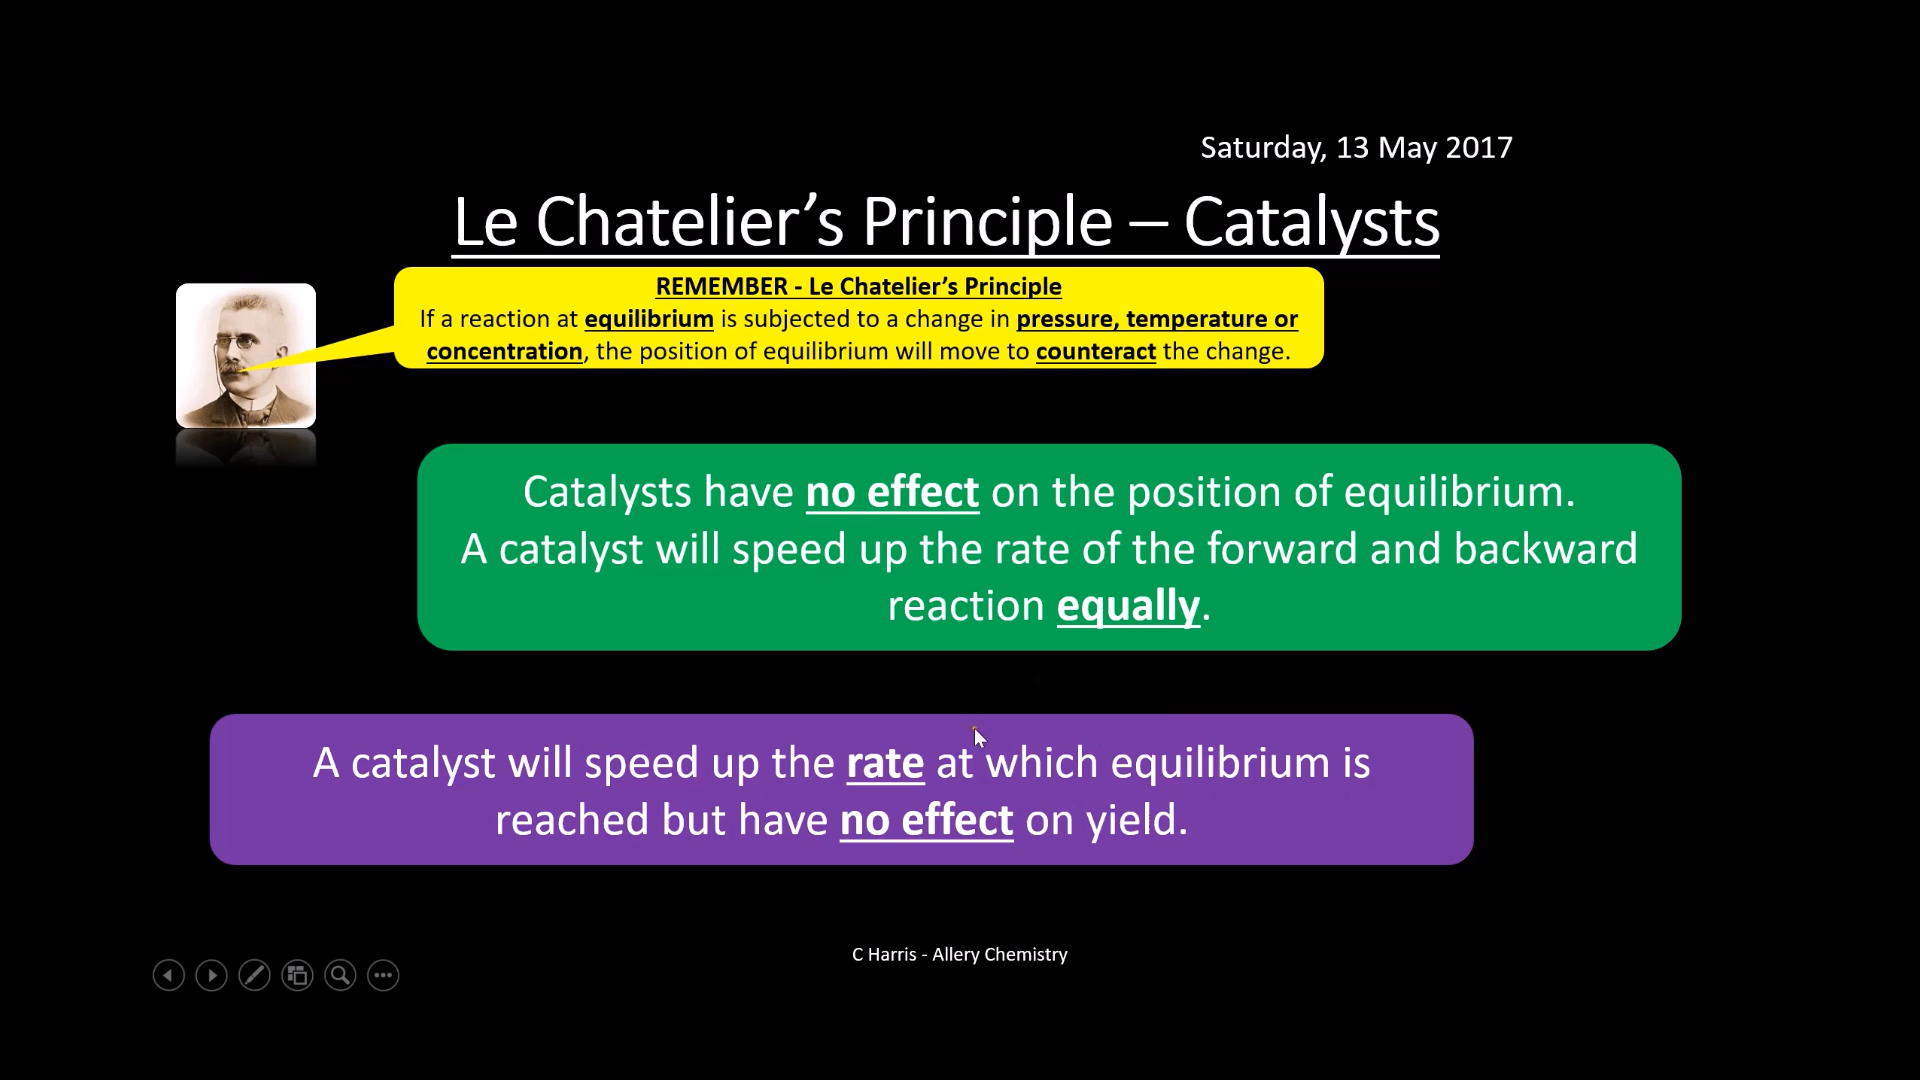 Saturday, 13 May 2017
Le Chatelier’s Principle – Catalysts
REMEMBER - Le Chatelier’s Principle
If a reaction at equilibrium is subjected to a change in pressure, temperature or
concentration, the position of equilibrium will move to counteract the change.
Catalysts have no effect on the position of equilibrium.
A catalyst will speed up the rate of the forward and backward
reaction equally.
A catalyst will speed up the rate at which equilibrium is
reached but have no effect on yield.
C Harris - Allery Chemistry